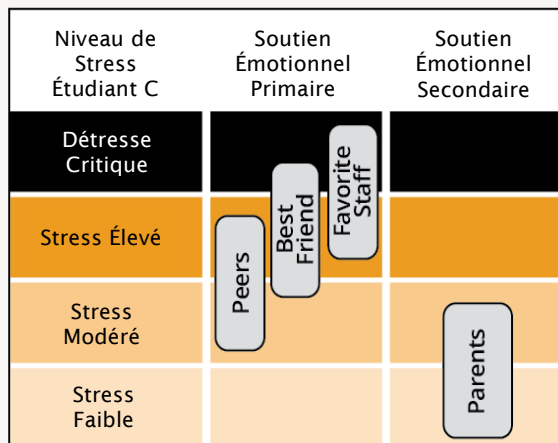 Niveau de
Stress
Étudiant C
Soutien
Émotionnel
Primaire
Soutien
Émotionnel
Secondaire
Détresse
Critique
Favorite
Staff
Best
Friend
Stress Élevé
Peers
Stress
Modéré
Parents
Stress
Faible